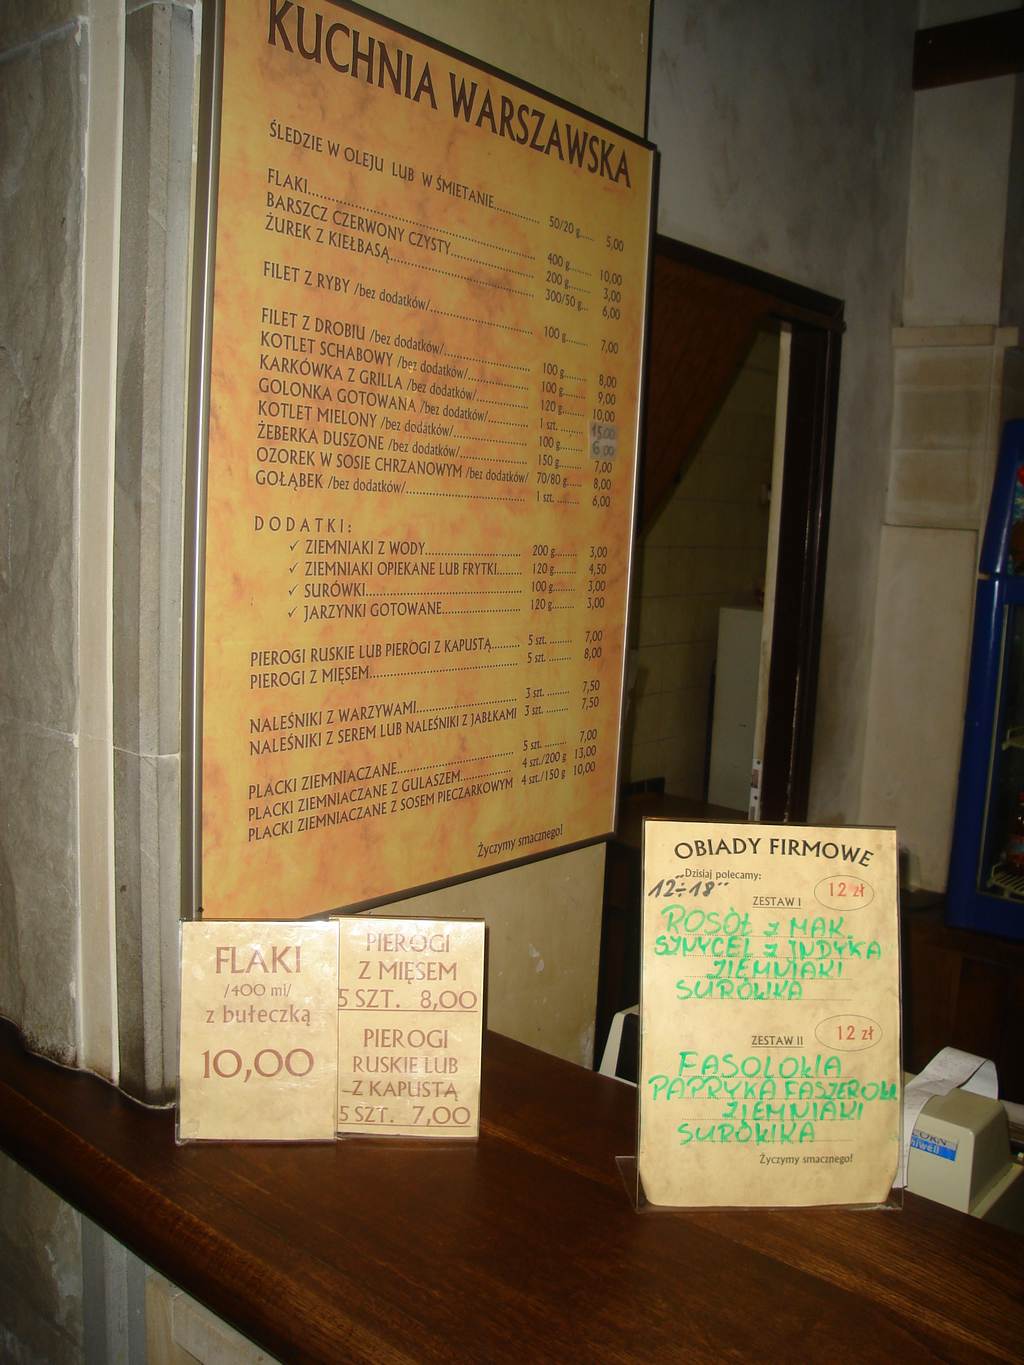 KUCHNIA WARSZAWSKA
ŚLEDZIE W OLEJU LUB W ŚMIETANIE............. 50/20 g..... 5,00
FLAKI............................................. 400 g........ 10,00
BARSZCZ CZERWONY CZYSTY............... 200 g........ 3,00
ŻUREK Z KIEŁBASĄ............................. 300/50 g... 6,00
FILET Z RYBY /bez dodatków/................. 100 g........ 7,00
FILET Z DROBIU /bez dodatków/............. 100 g........ 8,00
KOTLET SCHABOWY /bez dodatków/........ 100 g........ 9,00
KARKÓWKA Z GRILLA /bez dodatków/...... 120 g........ 10,00
GOLONKA GOTOWANA /bez dodatków/..... 1 szt. ........ 15,00
KOTLET MIELONY /bez dodatków/........... 100 g........ 6,00
ŻEBERKA DUSZONE /bez dodatków/......... 150 g........ 7,00
OZOREK W SOSIE CHRZANOWYM /bez dodatków/ 70/80 g...... 8,00
GOŁĄBEK /bez dodatków/...................... 1 szt. ........ 6,00
DODATKI:
✓ ZIEMNIAKI Z WODY....................... 200 g........ 3,00
✓ ZIEMNIAKI OPIEKANE LUB FRYTKI........ 120 g........ 4,50
✓ SURÓWKI.................................. 100 g........ 3,00
✓ JARZYNKI GOTOWANE.................... 120 g........ 3,00
PIEROGI RUSKIE LUB PIEROGI Z KAPUSTĄ........ 5 szt. ........ 7,00
PIEROGI Z MIĘSEM............................. 5 szt. ........ 8,00
NALEŚNIKI Z WARZYWAMI..................... 3 szt. ........ 7,50
NALEŚNIKI Z SEREM LUB NALEŚNIKI Z JABŁKAMI 3 szt. ........ 7,50
PLACKI ZIEMNIACZANE......................... 5 szt. ........ 7,00
PLACKI ZIEMNIACZANE Z GULASZEM............. 4 szt./200 g 13,00
PLACKI ZIEMNIACZANE Z SOSEM PIECZARKOWYM 4 szt./150 g 10,00
Życzymy smacznego!
FLAKI
/400 ml/
z bułeczką
10,00
PIEROGI
Z MIĘSEM
5 SZT. 8,00
PIEROGI
RUSKIE LUB
Z KAPUSTĄ
5 SZT. 7,00
OBIADY FIRMOWE
Dzisiaj polecamy:
12÷18
ZESTAW I 12 zł
ROSÓŁ Z MAK.
SZNYCEL Z INDYKA
ZIEMNIAKI
SURÓWKA
ZESTAW II 12 zł
FASOLOWA
PAPRYKA FASZEROW
ZIEMNIAKI
SURÓWKA
Życzymy smacznego!